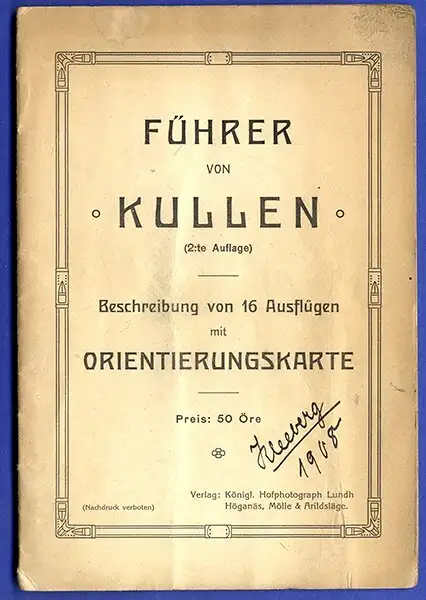 FÜHRER
VON
KULLEN
(2:te Auflage)
Beschreibung von 16 Ausflügen
mit
ORIENTIERUNGSKARTE
Preis: 50 Öre
Kleeberg
1908
Verlag: Königl. Hofphotograph Lundh
(Nachdruck verboten) Höganäs, Mölle & Arildsläge.